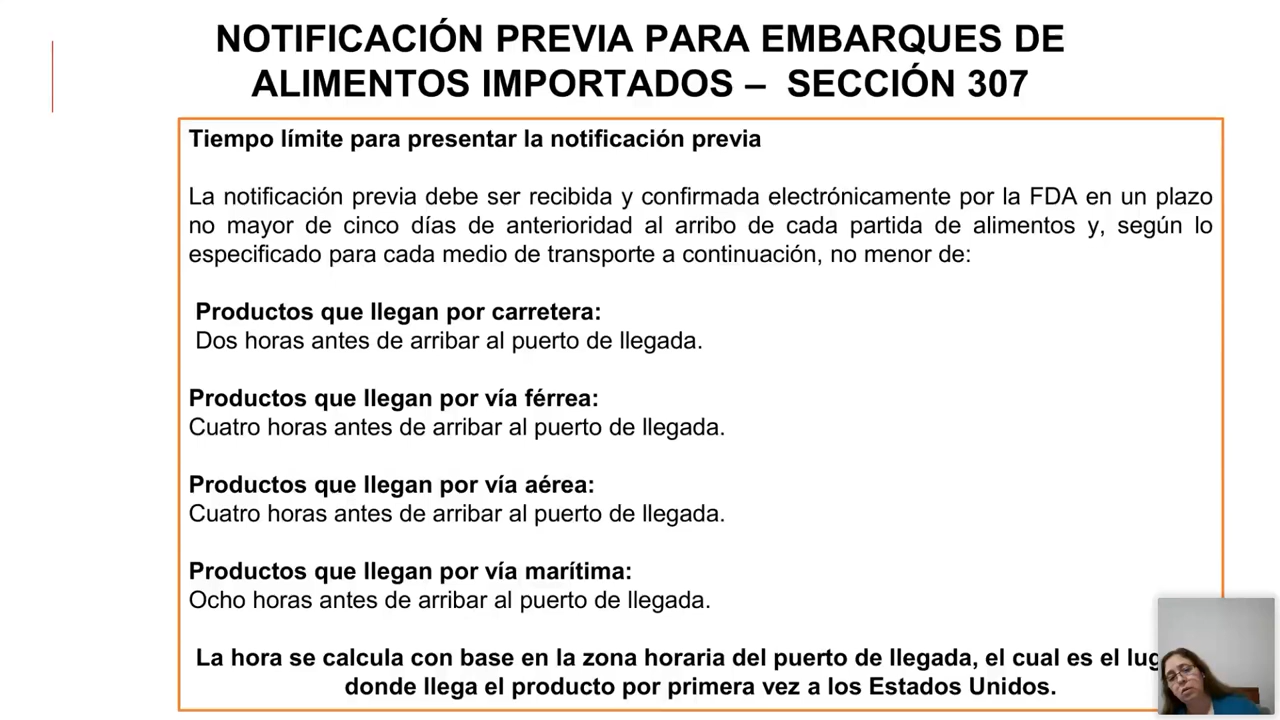 NOTIFICACIÓN PREVIA PARA EMBARQUES DE
ALIMENTOS IMPORTADOS – SECCIÓN 307
Tiempo límite para presentar la notificación previa
La notificación previa debe ser recibida y confirmada electrónicamente por la FDA en un plazo
no mayor de cinco días de anterioridad al arribo de cada partida de alimentos y, según lo
especificado para cada medio de transporte a continuación, no menor de:
Productos que llegan por carretera:
Dos horas antes de arribar al puerto de llegada.
Productos que llegan por vía férrea:
Cuatro horas antes de arribar al puerto de llegada.
Productos que llegan por vía aérea:
Cuatro horas antes de arribar al puerto de llegada.
Productos que llegan por vía marítima:
Ocho horas antes de arribar al puerto de llegada.
La hora se calcula con base en la zona horaria del puerto de llegada, el cual es el
donde llega el producto por primera vez a los Estados Unidos.